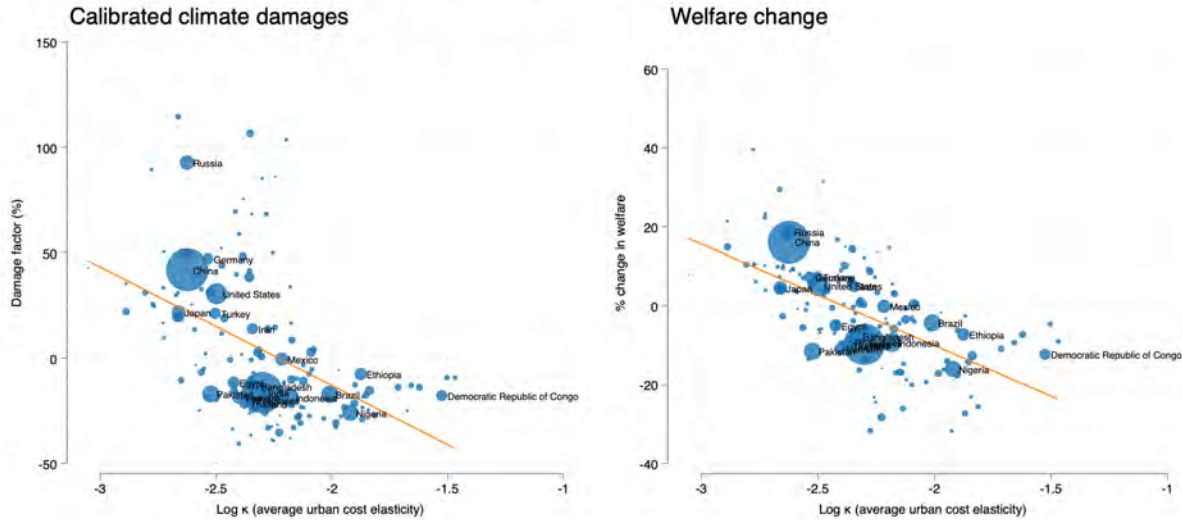 Calibrated climate damages
150
100
50
0
-50
Damage factor (%)
Russia
Germany
China
United States
Japan
Turkey
Iran
Mexico
Egypt
Bangladesh
Ethiopia
Pakistan
Indonesia
Brazil
Democratic Republic of Congo
Nigeria
-3
-2.5
-2
-1.5
-1
Log κ (average urban cost elasticity)
Welfare change
60
40
20
0
-20
-40
% change in welfare
Russia
China
Turkey
United States
Japan
Mexico
Egypt
Brazil
Bangladesh
Ethiopia
Indonesia
Pakistan
Democratic Republic of Congo
Nigeria
-3
-2.5
-2
-1.5
-1
Log κ (average urban cost elasticity)